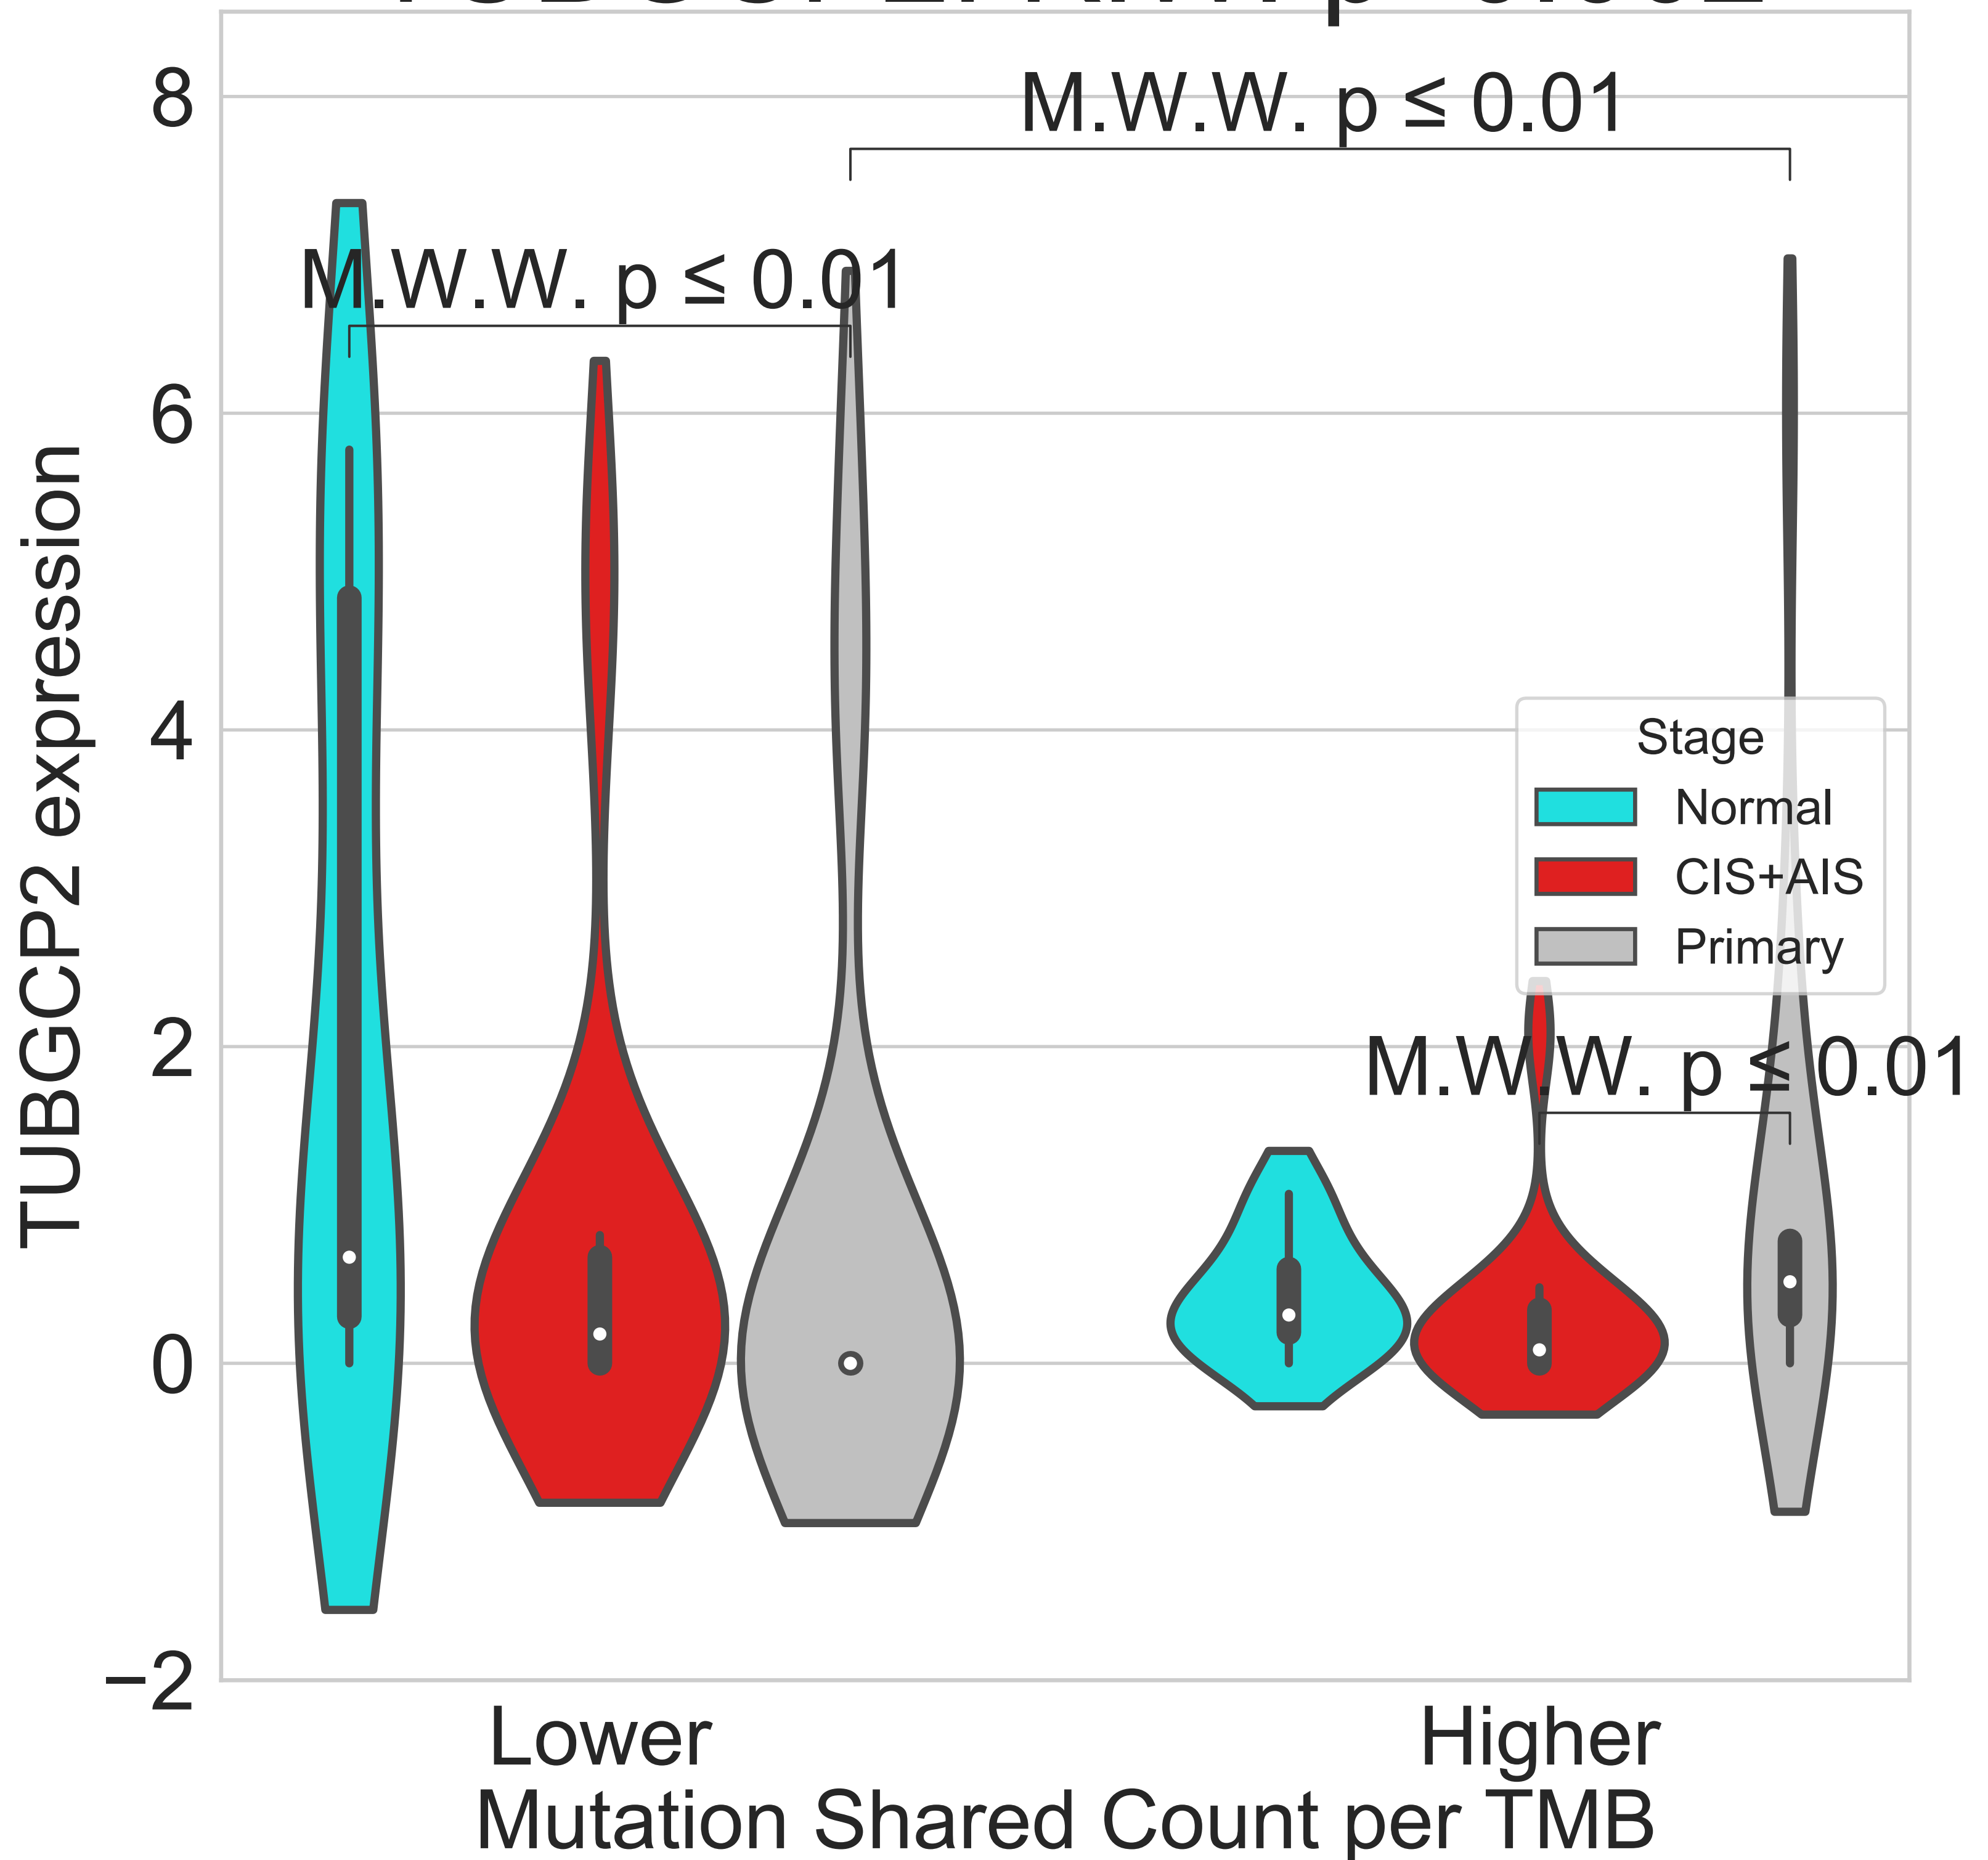 8
M.W.W. p ≤ 0.01
M.W.W. p ≤ 0.01
6
TUBGCP2 expression
4
Stage
Normal
CIS+AIS
Primary
2
M.W.W. p ≤ 0.01
0
−2
Lower
Higher
Mutation Shared Count per TMB